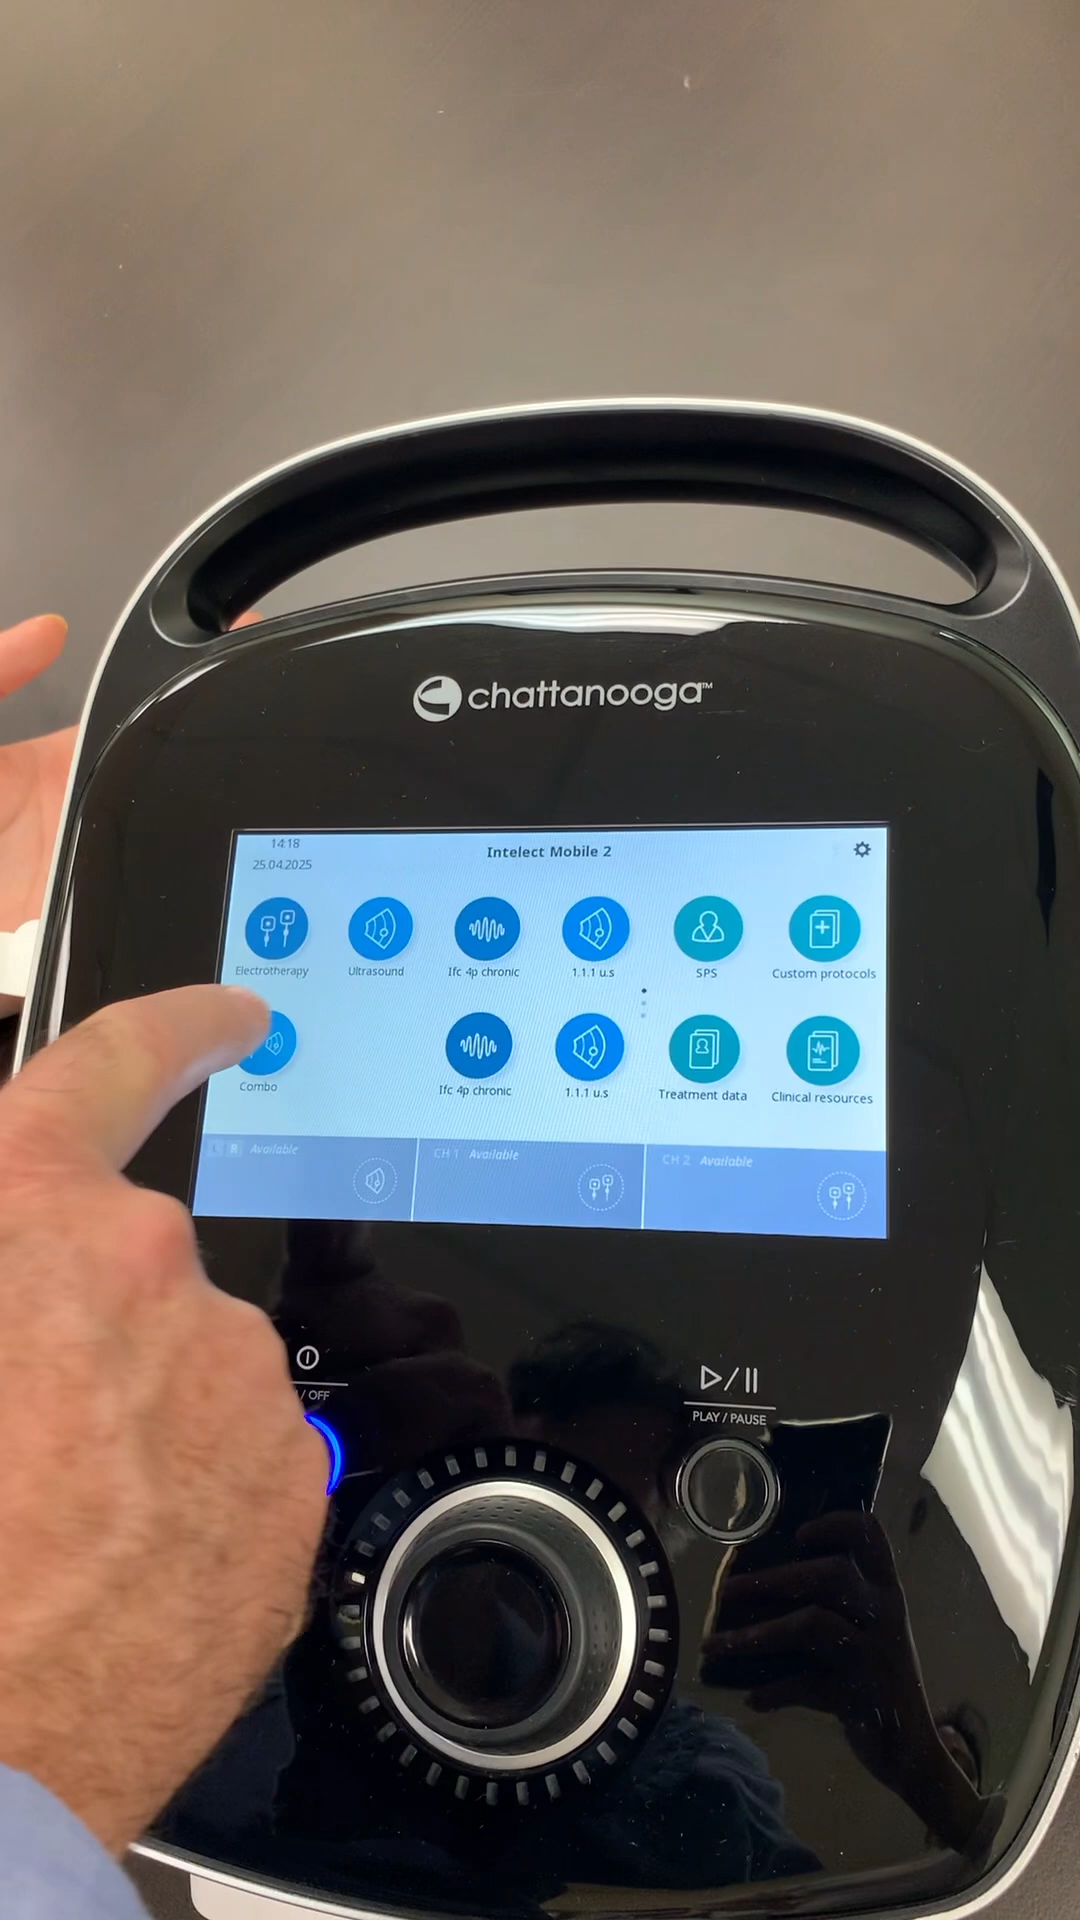 chattanooga™
14:18
25.04.2025
Intelect Mobile 2
Electrotherapy
Ultrasound
Ifc 4p chronic
1.1.1 u.s
SPS
Custom protocols
Combo
Ifc 4p chronic
1.1.1 u.s
Treatment data
Clinical resources
L R Available
CH 1 Available
CH 2 Available
/ OFF
PLAY / PAUSE